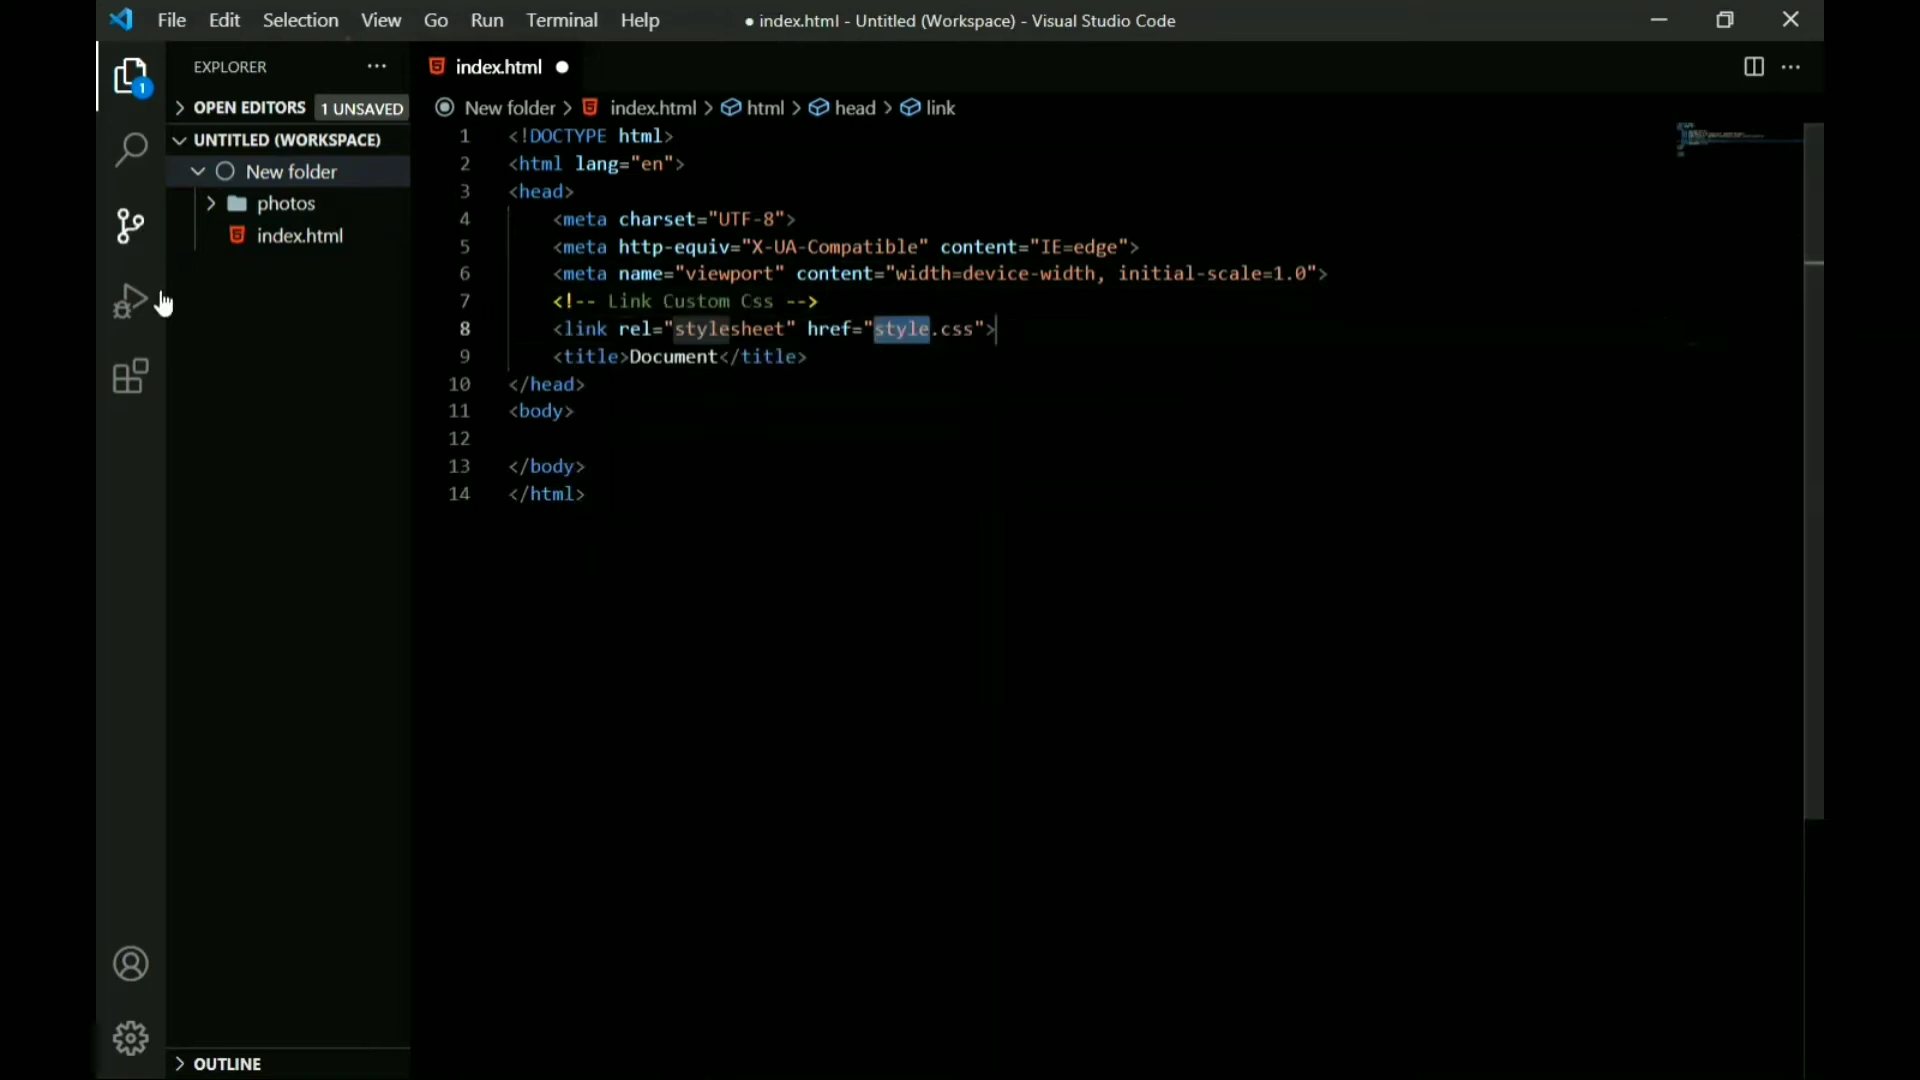 File Edit Selection View Go Run Terminal Help ● index.html - Untitled (Workspace) - Visual Studio Code
EXPLORER ···
1
OPEN EDITORS 1 UNSAVED
UNTITLED (WORKSPACE)
New folder
photos
index.html
OUTLINE
index.html ●
New folder > index.html > html > head > link
1 <!DOCTYPE html>
2 <html lang="en">
3 <head>
4     <meta charset="UTF-8">
5     <meta http-equiv="X-UA-Compatible" content="IE=edge">
6     <meta name="viewport" content="width=device-width, initial-scale=1.0">
7     <!-- Link Custom Css -->
8     <link rel="stylesheet" href="style.css">
9     <title>Document</title>
10 </head>
11 <body>
12
13 </body>
14 </html>